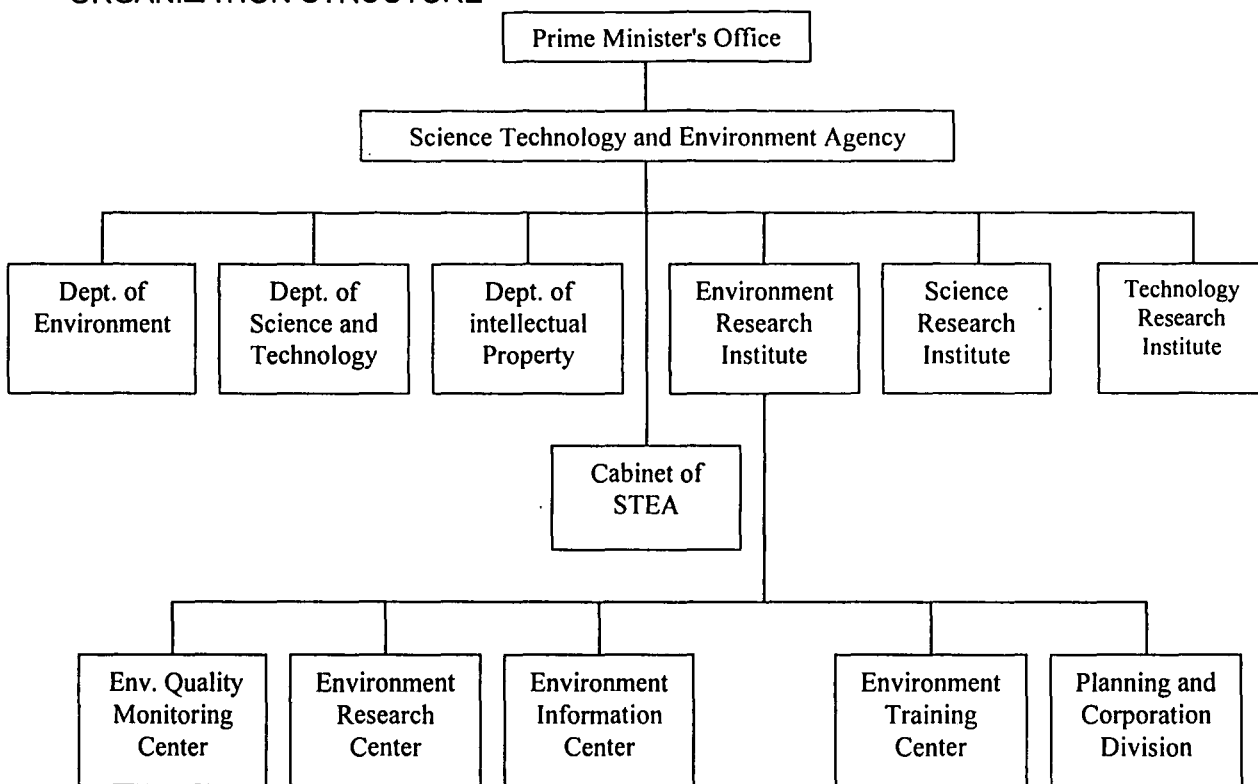 ORGANIZATION STRUCTURE
Prime Minister's Office
Science Technology and Environment Agency
Dept. of
Environment
Dept. of
Science and
Technology
Dept. of
intellectual
Property
Environment
Research
Institute
Science
Research
Institute
Technology
Research
Institute
Cabinet of
STEA
Env. Quality
Monitoring
Center
Environment
Research
Center
Environment
Information
Center
Environment
Training
Center
Planning and
Corporation
Division